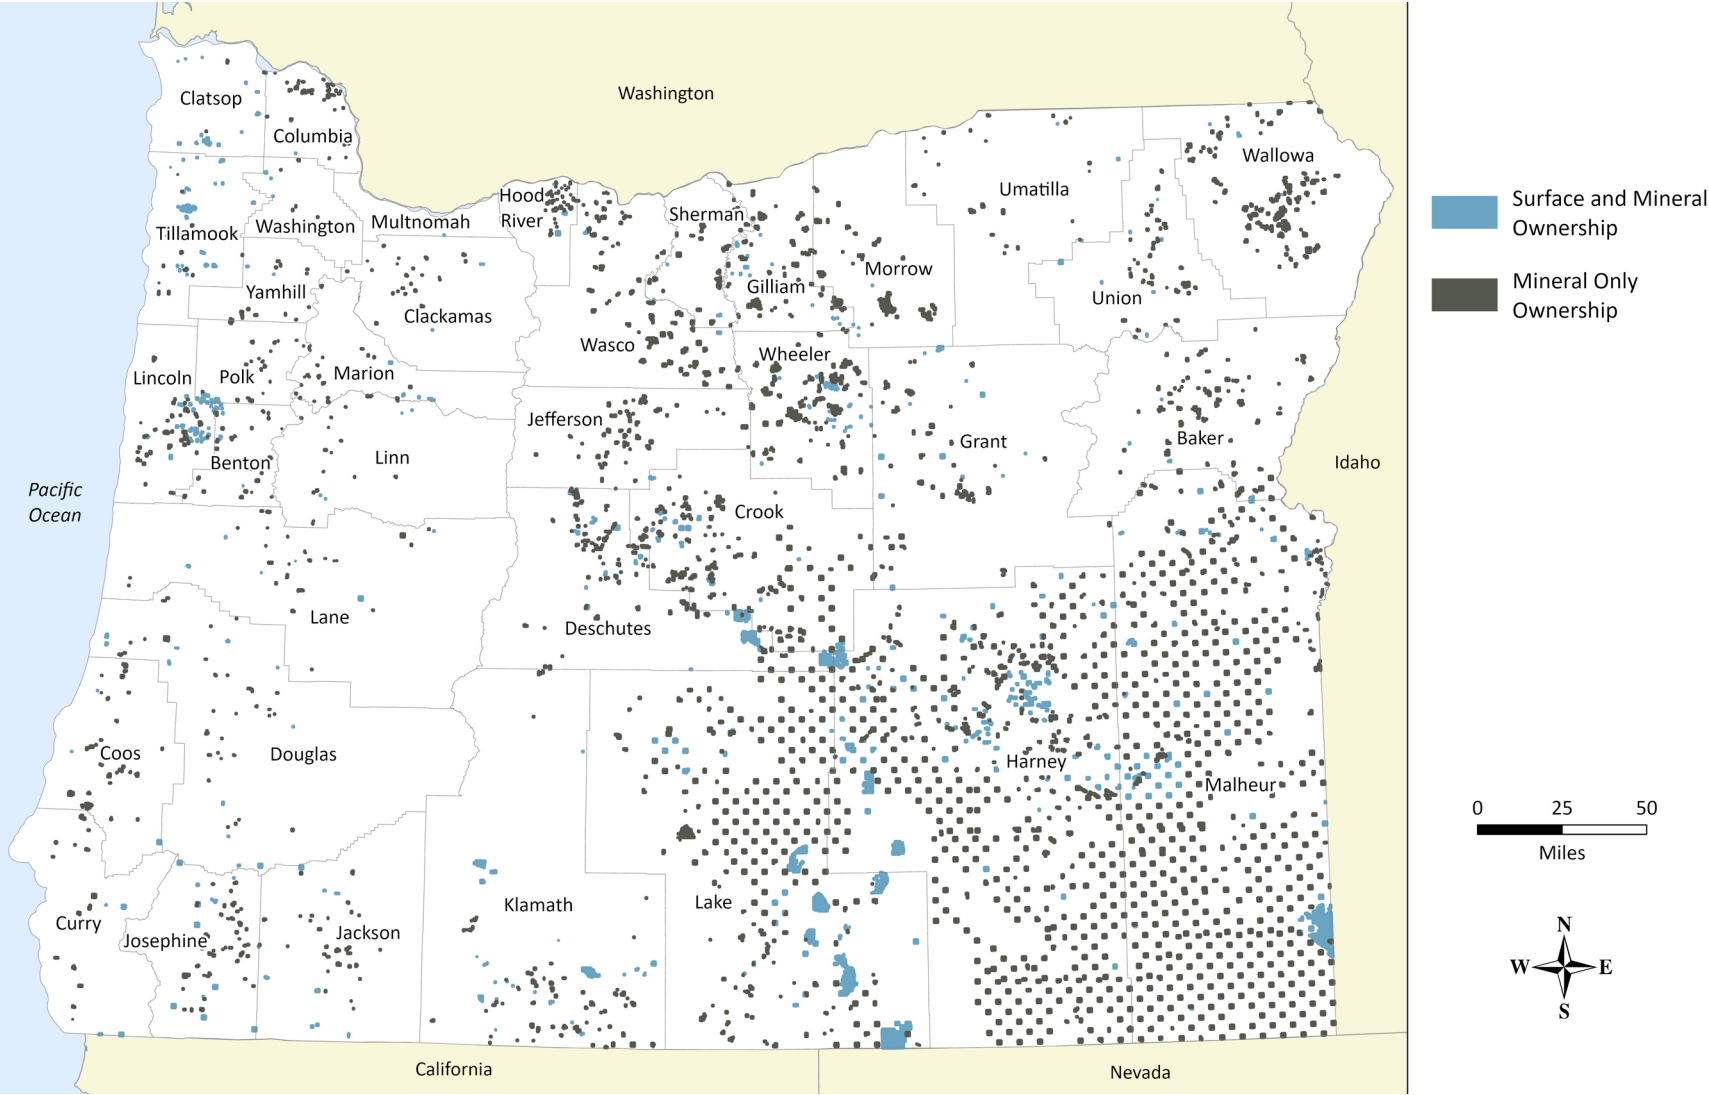 Washington
Clatsop
Columbia
Wallowa
Umatilla
Hood
River
Sherman
Multnomah
Washington
Tillamook
Morrow
Gilliam
Union
Yamhill
Clackamas
Wasco
Wheeler
Marion
Polk
Lincoln
Jefferson
Grant
Baker
Linn
Benton
Idaho
Pacific
Ocean
Crook
Lane
Deschutes
Coos
Douglas
Harney
Malheur
Klamath
Lake
Curry
Josephine
Jackson
California
Nevada
Surface and Mineral
Ownership
Mineral Only
Ownership
0 25 50
Miles
N
W E
S